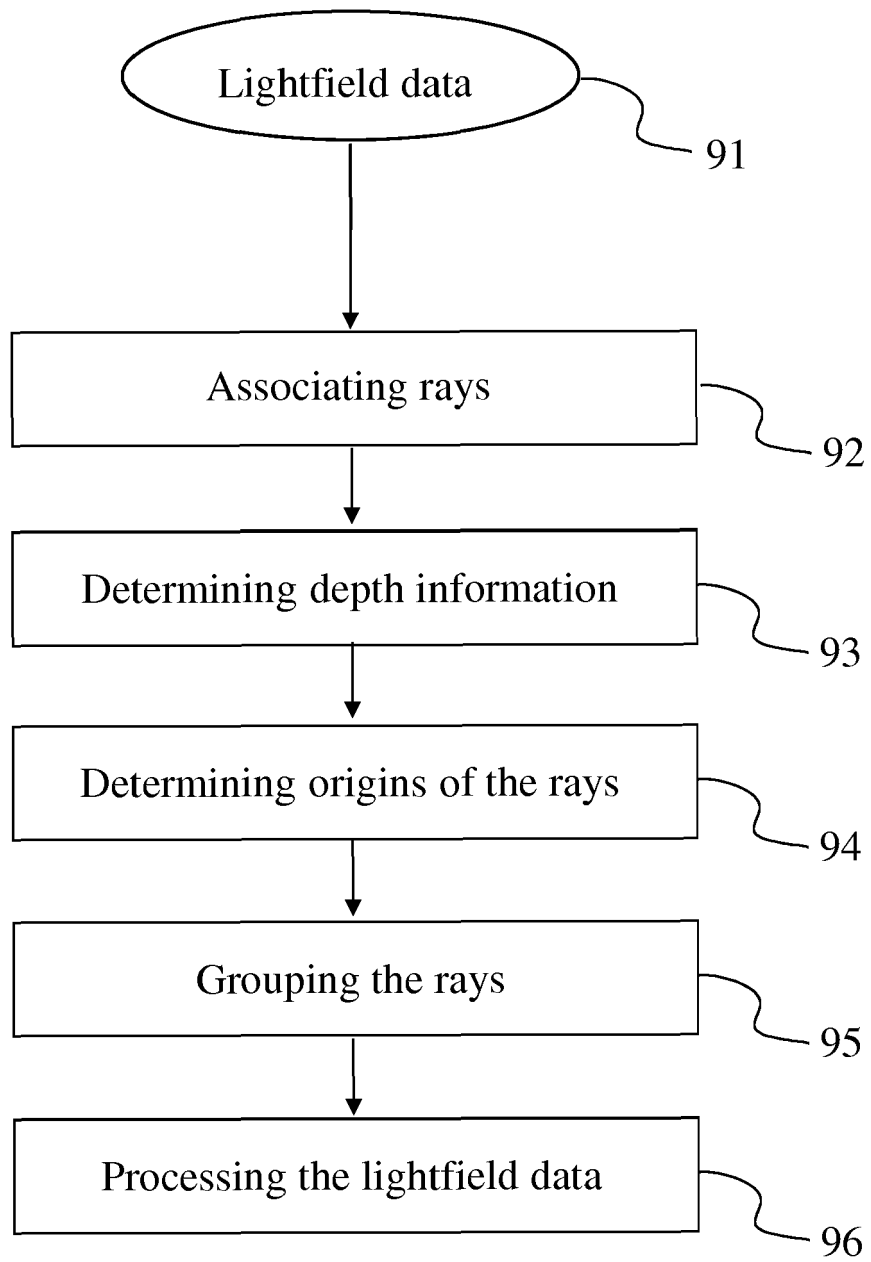 Lightfield data
91
Associating rays
92
Determining depth information
93
Determining origins of the rays
94
Grouping the rays
95
Processing the lightfield data
96